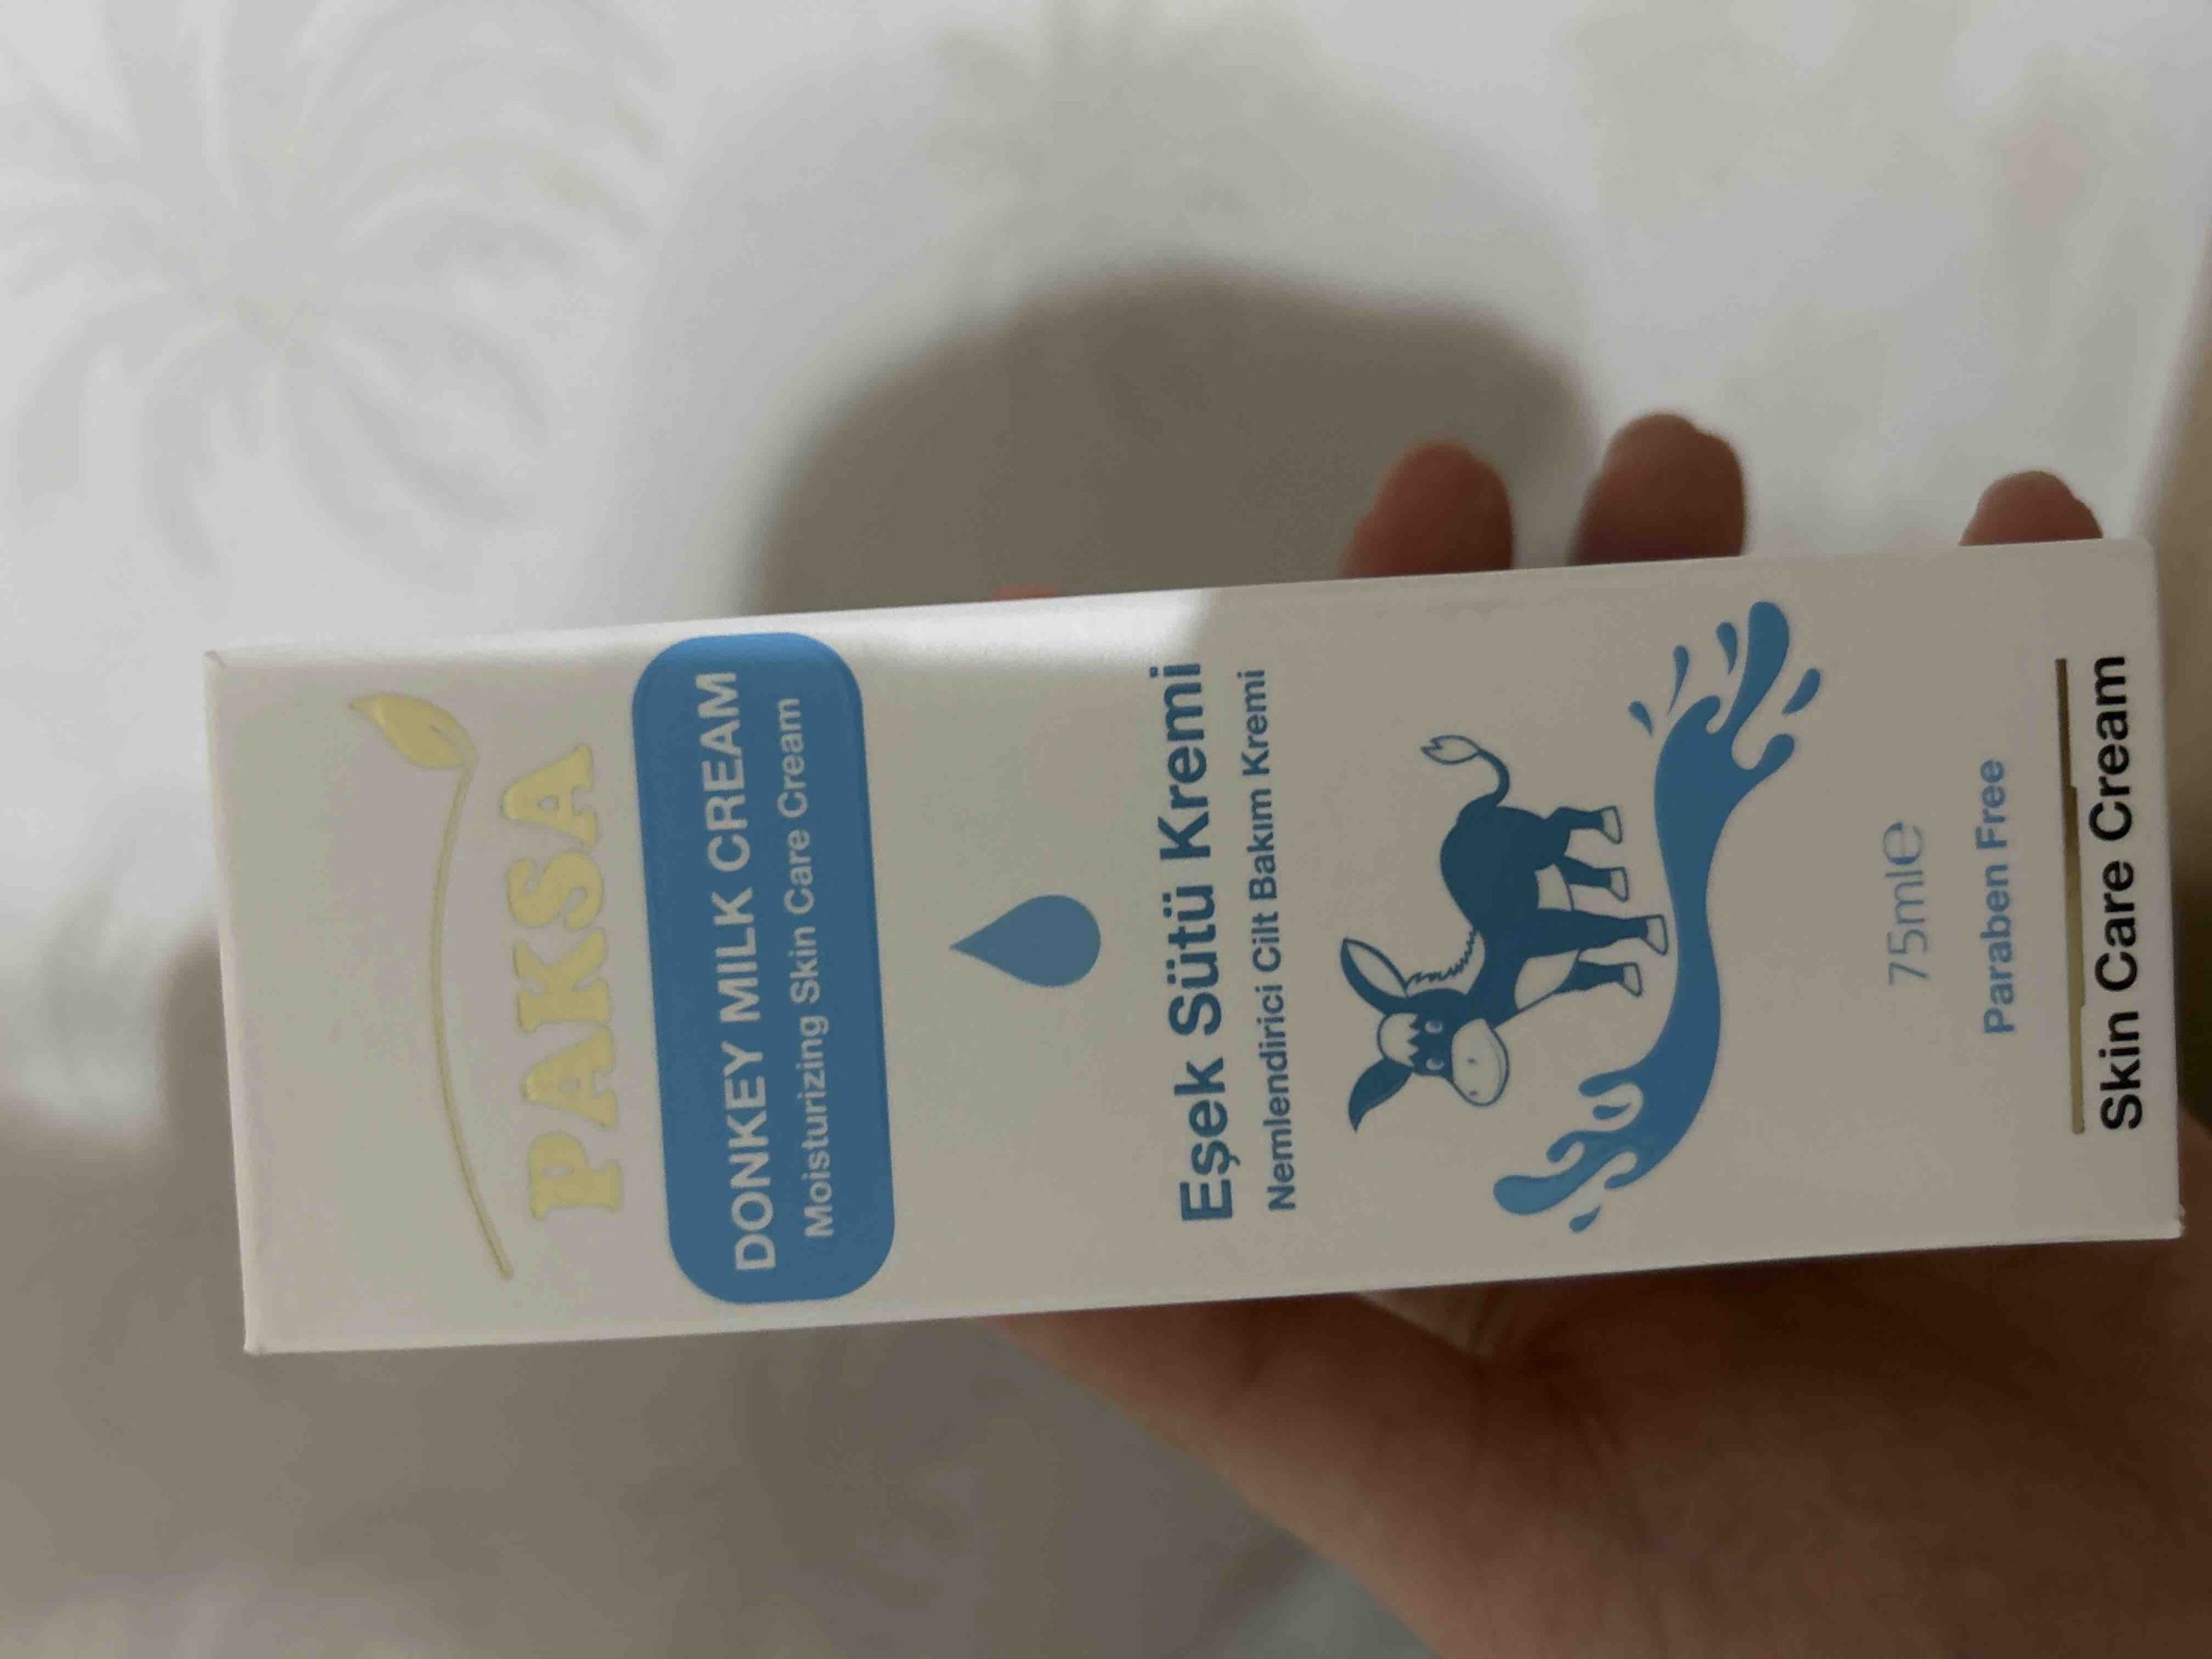 PAKSA
DONKEY MILK CREAM
Moisturizing Skin Care Cream
Eşek Sütü Kremi
Nemlendirici Cilt Bakım Kremi
75ml℮
Paraben Free
Skin Care Cream